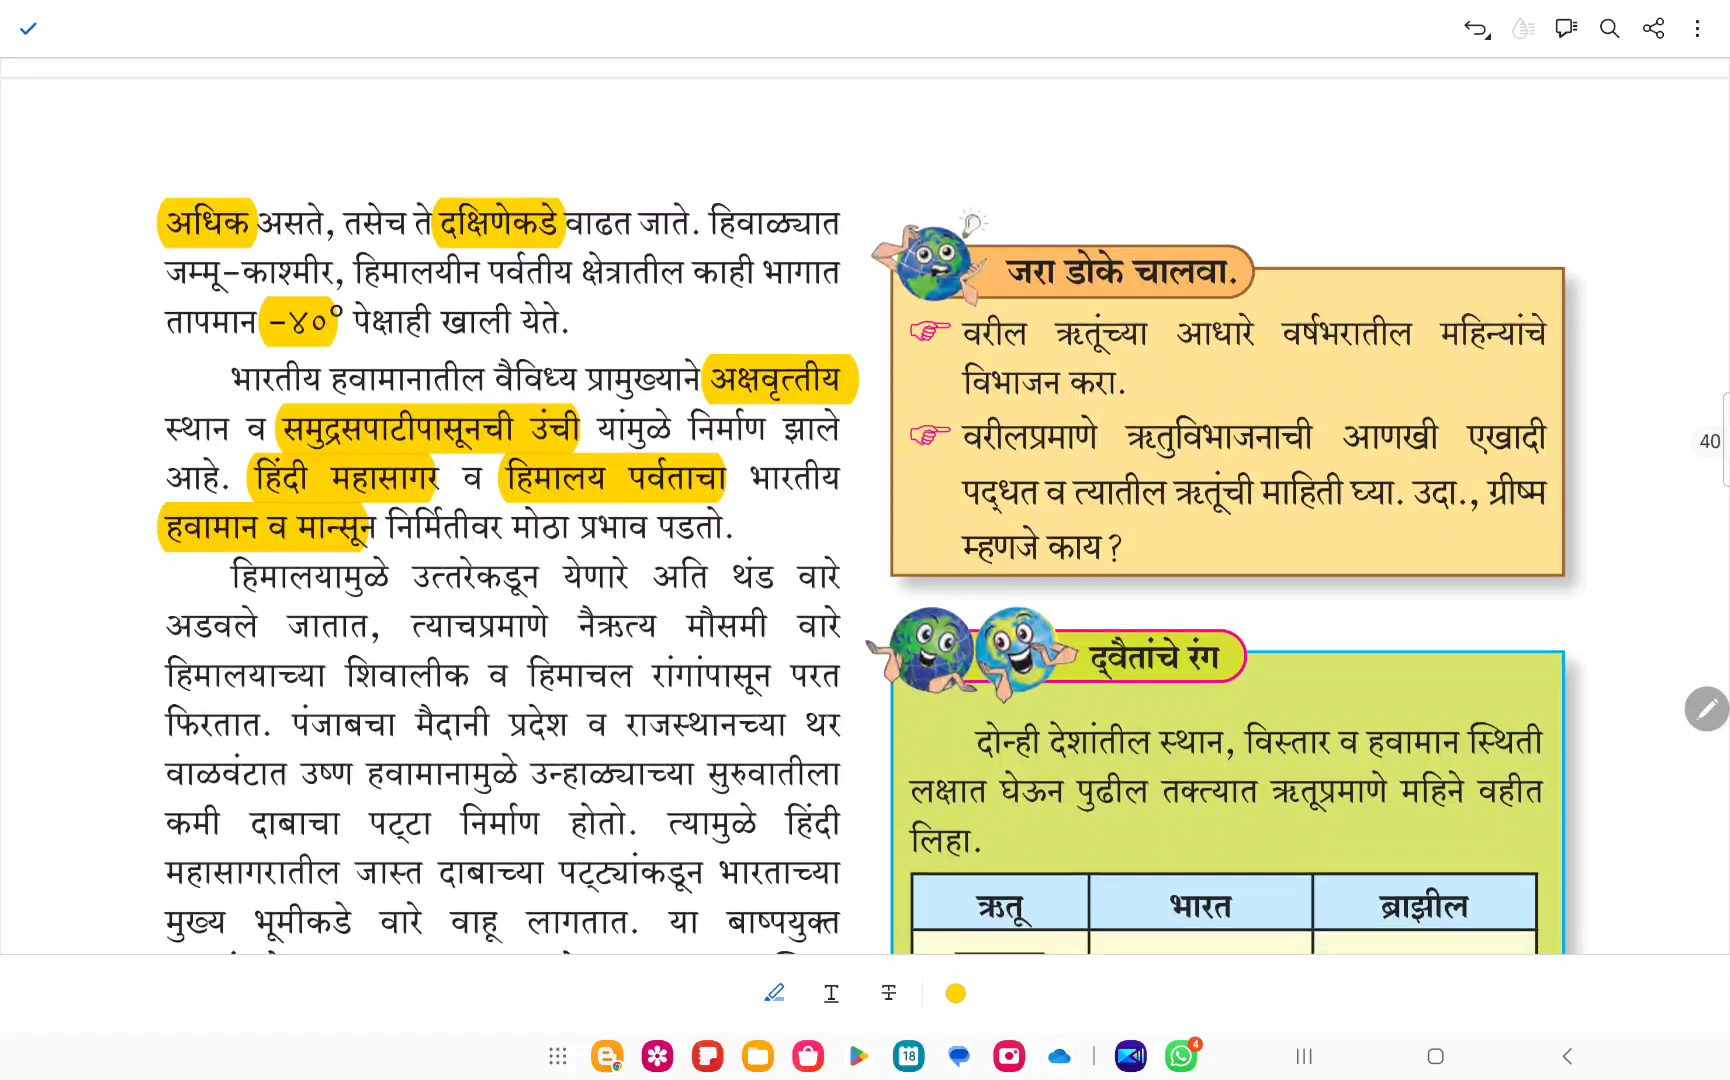 अधिक असते, तसेच ते दक्षिणेकडे वाढत जाते. हिवाळ्यात
जम्मू-काश्मीर, हिमालयीन पर्वतीय क्षेत्रातील काही भागात
तापमान -४०° पेक्षाही खाली येते.
भारतीय हवामानातील वैविध्य प्रामुख्याने अक्षवृत्तीय
स्थान व समुद्रसपाटीपासूनची उंची यांमुळे निर्माण झाले
आहे. हिंदी महासागर व हिमालय पर्वताचा भारतीय
हवामान व मान्सून निर्मितीवर मोठा प्रभाव पडतो.
हिमालयामुळे उत्तरेकडून येणारे अति थंड वारे
अडवले जातात, त्याचप्रमाणे नैऋत्य मौसमी वारे
हिमालयाच्या शिवालीक व हिमाचल रांगांपासून परत
फिरतात. पंजाबचा मैदानी प्रदेश व राजस्थानच्या थर
वाळवंटात उष्ण हवामानामुळे उन्हाळ्याच्या सुरुवातीला
कमी दाबाचा पट्टा निर्माण होतो. त्यामुळे हिंदी
महासागरातील जास्त दाबाच्या पट्ट्यांकडून भारताच्या
मुख्य भूमीकडे वारे वाहू लागतात. या बाष्पयुक्त
जरा डोके चालवा.
वरील ऋतूंच्या आधारे वर्षभरातील महिन्यांचे
विभाजन करा.
वरीलप्रमाणे ऋतुविभाजनाची आणखी एखादी
पद्धत व त्यातील ऋतूंची माहिती घ्या. उदा., ग्रीष्म
म्हणजे काय?
द्वैतांचे रंग
दोन्ही देशांतील स्थान, विस्तार व हवामान स्थिती
लक्षात घेऊन पुढील तक्त्यात ऋतूप्रमाणे महिने वहीत
लिहा.
ऋतू भारत ब्राझील
40
18
4